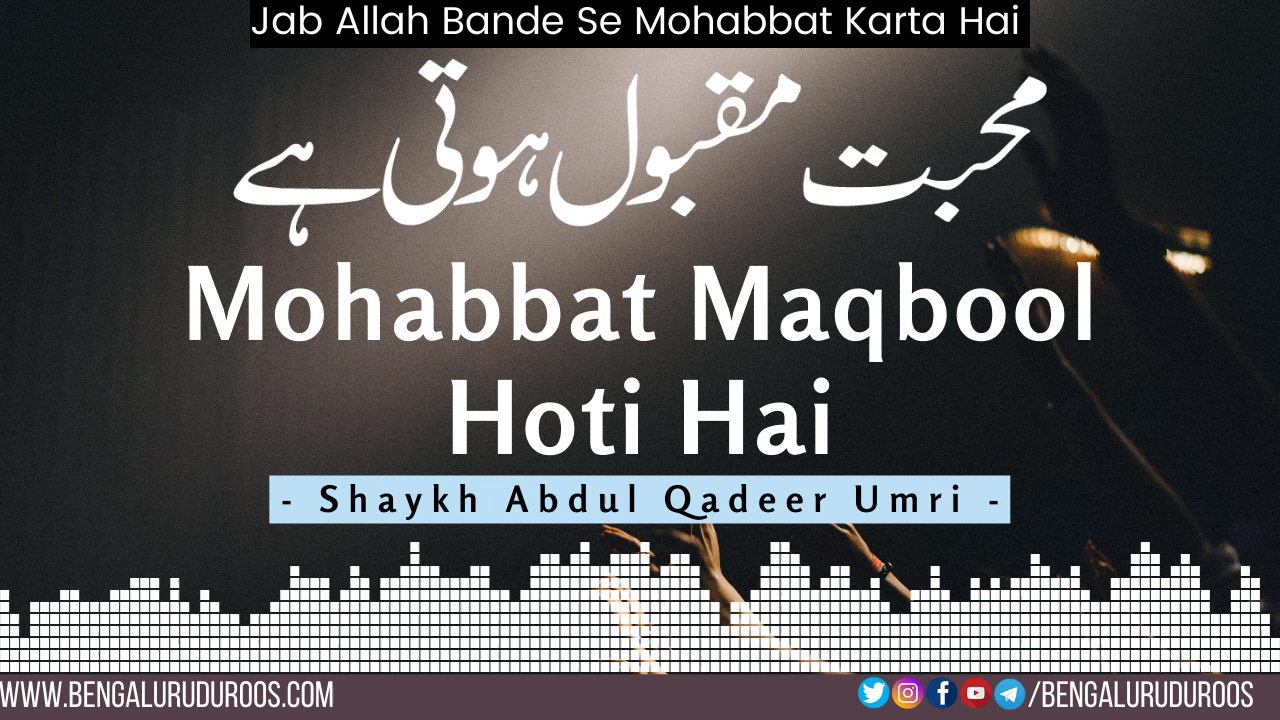 Jab Allah Bande Se Mohabbat Karta Hai
محبت مقبول ہوتی ہے
Mohabbat Maqbool
Hoti Hai
- Shaykh Abdul Qadeer Umri -
WWW.BENGALURUDUROOS.COM
/BENGALURUDUROOS